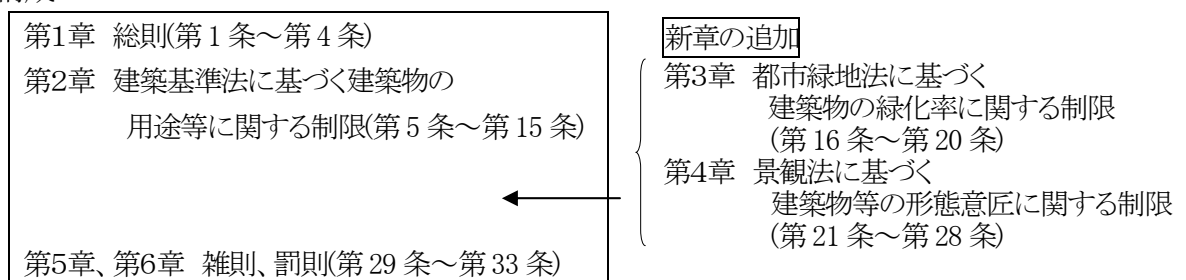 第1章 総則(第1条～第4条)
第2章 建築基準法に基づく建築物の
用途等に関する制限(第5条～第15条)
第5章、第6章 雑則、罰則(第29条～第33条)
新章の追加
第3章 都市緑地法に基づく
建築物の緑化率に関する制限
(第16条～第20条)
第4章 景観法に基づく
建築物等の形態意匠に関する制限
(第21条～第28条)